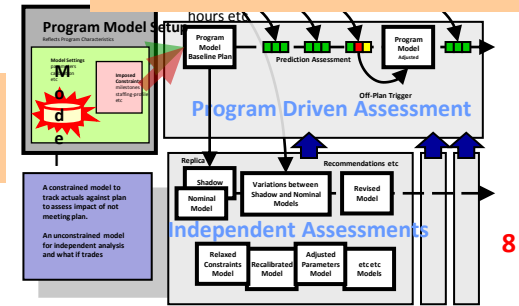 hours etc
Program Model Setup
Reflects Program Characteristics
Model Settings
etc
Mode
Imposed
Constraints
milestones
staffing-profile
etc
Program
Model
Baseline Plan
Prediction Assessment
Program
Model
Adjusted
Off-Plan Trigger
Program Driven Assessment
Replica
Recommendations etc
Shadow
Nominal
Model
Variations between
Shadow and Nominal
Models
Revised
Model
Independent Assessments
A constrained model to
track actuals against plan
to assess impact of not
meeting plan.
An unconstrained model
for independent analysis
and what if trades
Relaxed
Constraints
Model
Recalibrated
Model
Adjusted
Parameters
Model
etc etc
Models
8